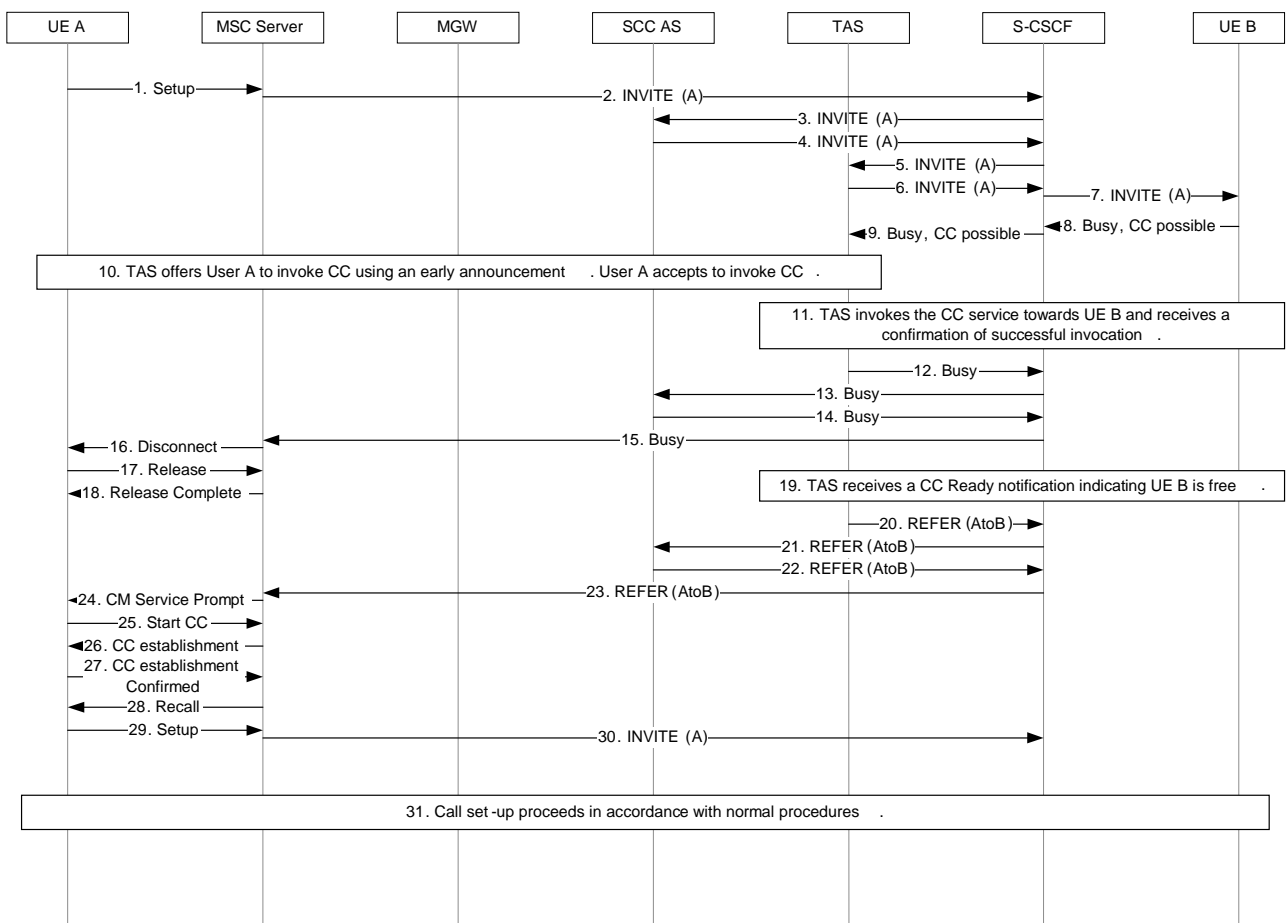 UE A
MSC Server
MGW
SCC AS
TAS
S-CSCF
UE B
1. Setup
2. INVITE (A)
3. INVITE (A)
4. INVITE (A)
5. INVITE (A)
6. INVITE (A)
7. INVITE (A)
8. Busy, CC possible
9. Busy, CC possible
10. TAS offers User A to invoke CC using an early announcement . User A accepts to invoke CC .
11. TAS invokes the CC service towards UE B and receives a
confirmation of successful invocation .
12. Busy
13. Busy
14. Busy
15. Busy
16. Disconnect
17. Release
18. Release Complete
19. TAS receives a CC Ready notification indicating UE B is free .
20. REFER (AtoB)
21. REFER (AtoB)
22. REFER (AtoB)
23. REFER (AtoB)
24. CM Service Prompt
25. Start CC
26. CC establishment
27. CC establishment
Confirmed
28. Recall
29. Setup
30. INVITE (A)
31. Call set-up proceeds in accordance with normal procedures .